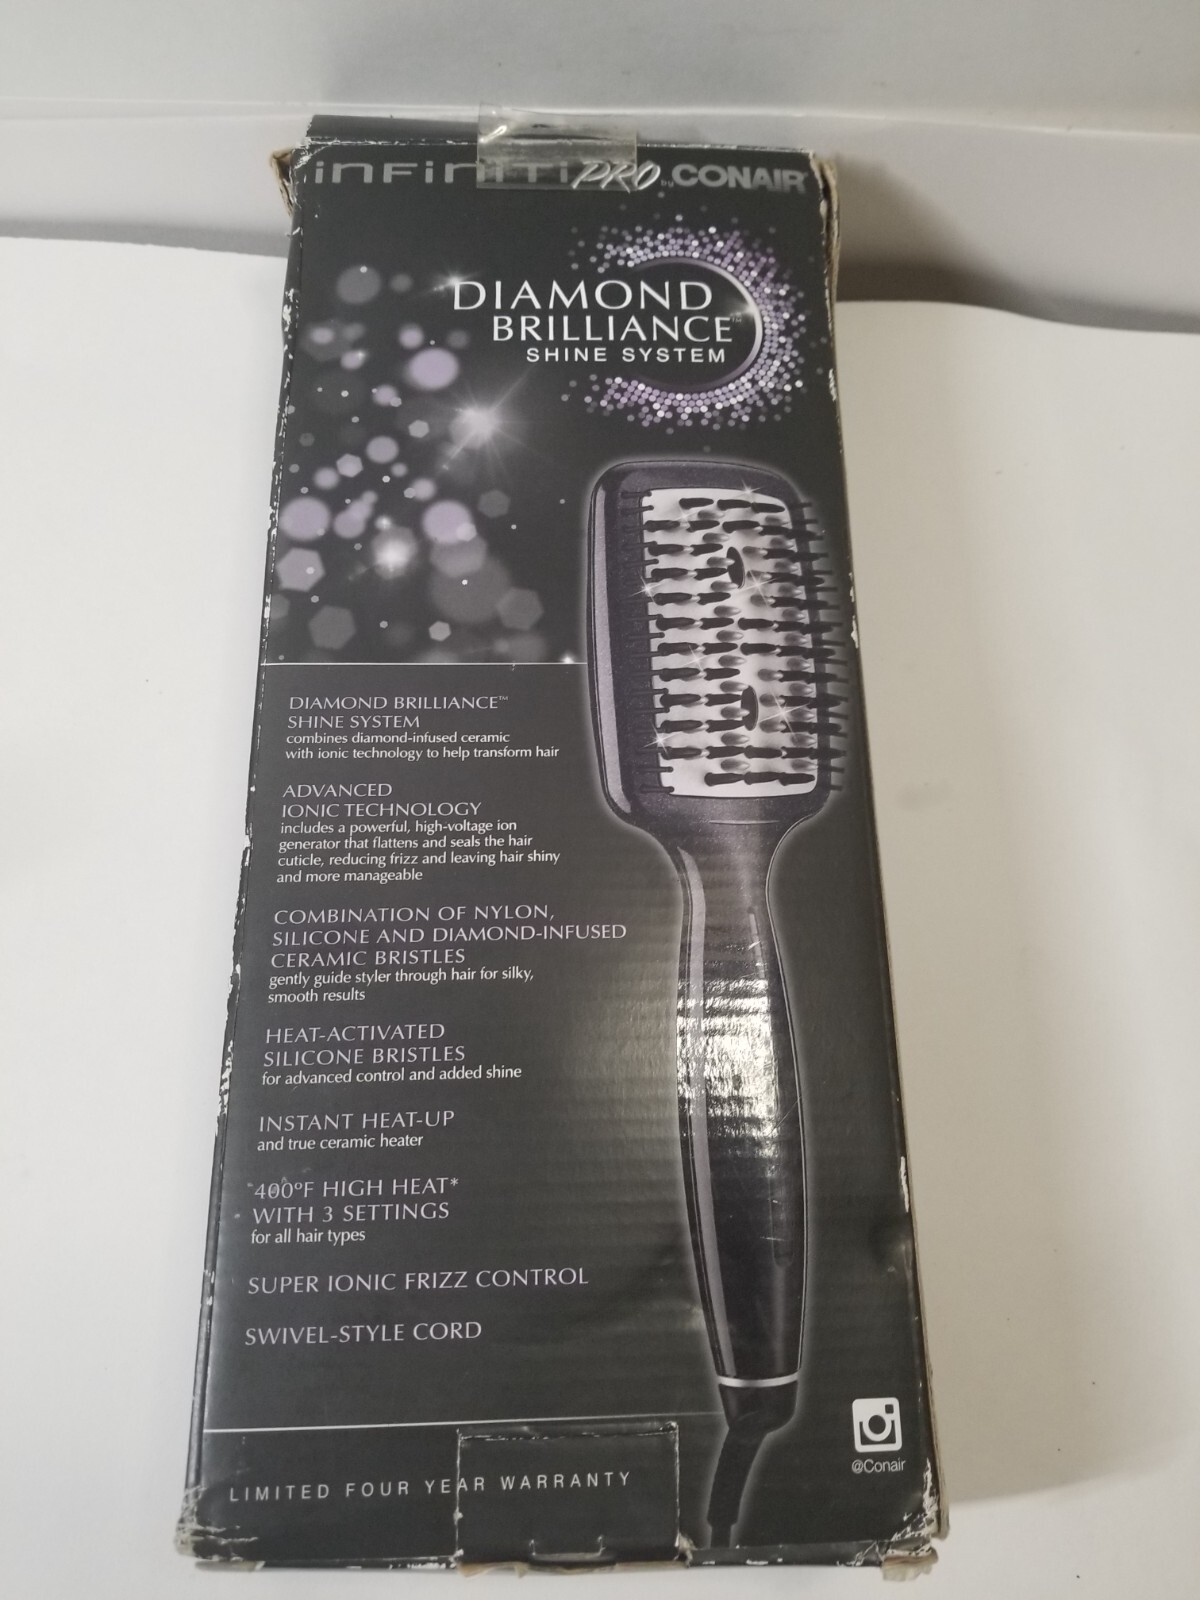 INFINITI PRO by CONAIR
DIAMOND
BRILLIANCE™
SHINE SYSTEM
DIAMOND BRILLIANCE™
SHINE SYSTEM
combines diamond-infused ceramic
with ionic technology to help transform hair
ADVANCED
IONIC TECHNOLOGY
includes a powerful, high-voltage ion
generator that flattens and seals the hair
cuticle, reducing frizz and leaving hair shiny
and more manageable
COMBINATION OF NYLON,
SILICONE AND DIAMOND-INFUSED
CERAMIC BRISTLES
gently guide styler through hair for silky,
smooth results
HEAT-ACTIVATED
SILICONE BRISTLES
for advanced control and added shine
INSTANT HEAT-UP
and true ceramic heater
400ºF HIGH HEAT*
WITH 3 SETTINGS
for all hair types
SUPER IONIC FRIZZ CONTROL
SWIVEL-STYLE CORD
@Conair
LIMITED FOUR YEAR WARRANTY